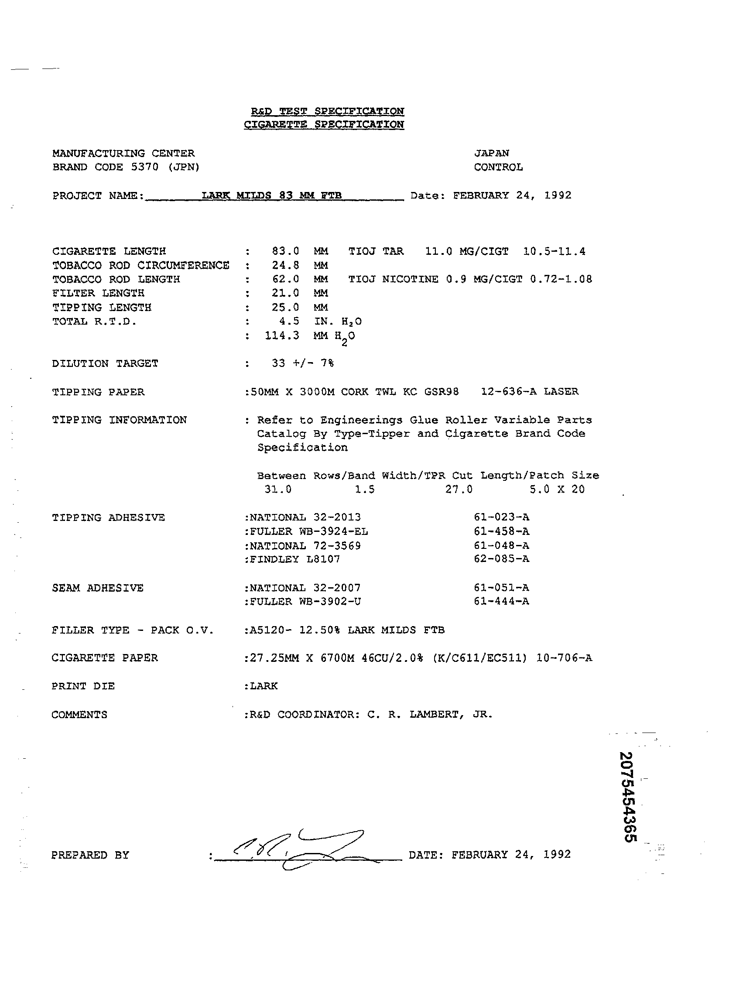 R&D TEST SPECIFICATION
CIGARETTE SPECIFICATION
MANUFACTURING CENTER JAPAN
BRAND CODE 5370 (JPN) CONTROL
PROJECT NAME: LARK MILDS 83 MM FTB Date: FEBRUARY 24, 1992
CIGARETTE LENGTH : 83.0 MM TIOJ TAR 11.0 MG/CIGT 10.5-11.4
TOBACCO ROD CIRCUMFERENCE : 24.8 MM
TOBACCO ROD LENGTH : 62.0 MM TIOJ NICOTINE 0.9 MG/CIGT 0.72-1.08
FILTER LENGTH : 21.0 MM
TIPPING LENGTH : 25.0 MM
TOTAL R.T.D. : 4.5 IN. H₂O
: 114.3 MM H₂O
DILUTION TARGET : 33 +/- 7%
TIPPING PAPER :50MM X 3000M CORK TWL KC GSR98 12-636-A LASER
TIPPING INFORMATION : Refer to Engineerings Glue Roller Variable Parts
Catalog By Type-Tipper and Cigarette Brand Code
Specification
Between Rows/Band Width/TPR Cut Length/Patch Size
31.0 1.5 27.0 5.0 X 20
TIPPING ADHESIVE :NATIONAL 32-2013 61-023-A
:FULLER WB-3924-EL 61-458-A
:NATIONAL 72-3569 61-048-A
:FINDLEY L8107 62-085-A
SEAM ADHESIVE :NATIONAL 32-2007 61-051-A
:FULLER WB-3902-U 61-444-A
FILLER TYPE - PACK O.V. :A5120- 12.50% LARK MILDS FTB
CIGARETTE PAPER :27.25MM X 6700M 46CU/2.0% (K/C611/EC511) 10-706-A
PRINT DIE :LARK
COMMENTS :R&D COORDINATOR: C. R. LAMBERT, JR.
2075454365
PREPARED BY : DATE: FEBRUARY 24, 1992